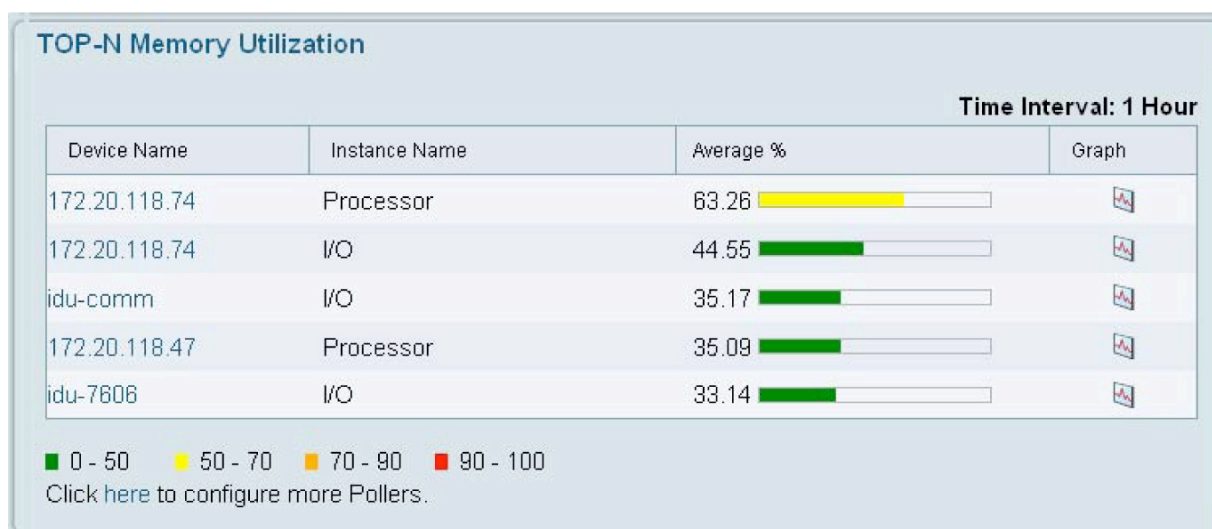 TOP-N Memory Utilization
Time Interval: 1 Hour
Device Name Instance Name Average % Graph
172.20.118.74 Processor 63.26
172.20.118.74 I/O 44.55
idu-comm I/O 35.17
172.20.118.47 Processor 35.09
idu-7606 I/O 33.14
0 - 50 50 - 70 70 - 90 90 - 100
Click here to configure more Pollers.